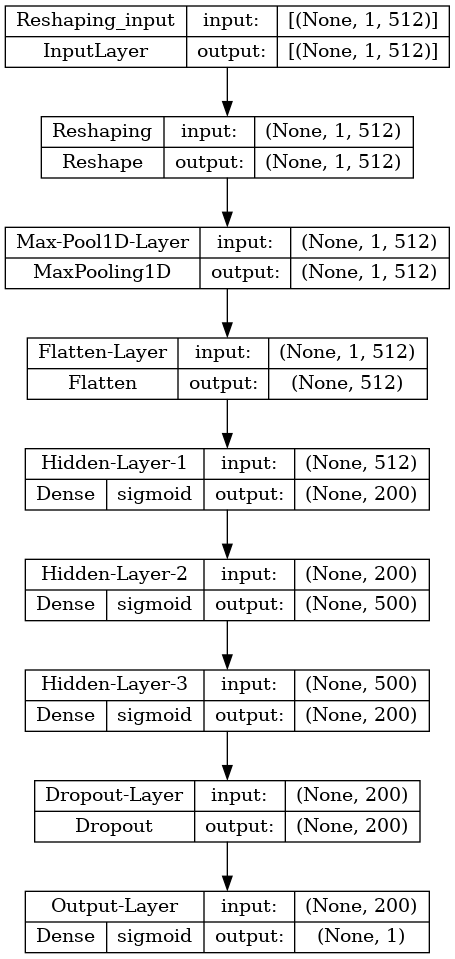 Reshaping_input input: [(None, 1, 512)]
InputLayer output: [(None, 1, 512)]
Reshaping input: (None, 1, 512)
Reshape output: (None, 1, 512)
Max-Pool1D-Layer input: (None, 1, 512)
MaxPooling1D output: (None, 1, 512)
Flatten-Layer input: (None, 1, 512)
Flatten output: (None, 512)
Hidden-Layer-1 input: (None, 512)
Dense sigmoid output: (None, 200)
Hidden-Layer-2 input: (None, 200)
Dense sigmoid output: (None, 500)
Hidden-Layer-3 input: (None, 500)
Dense sigmoid output: (None, 200)
Dropout-Layer input: (None, 200)
Dropout output: (None, 200)
Output-Layer input: (None, 200)
Dense sigmoid output: (None, 1)